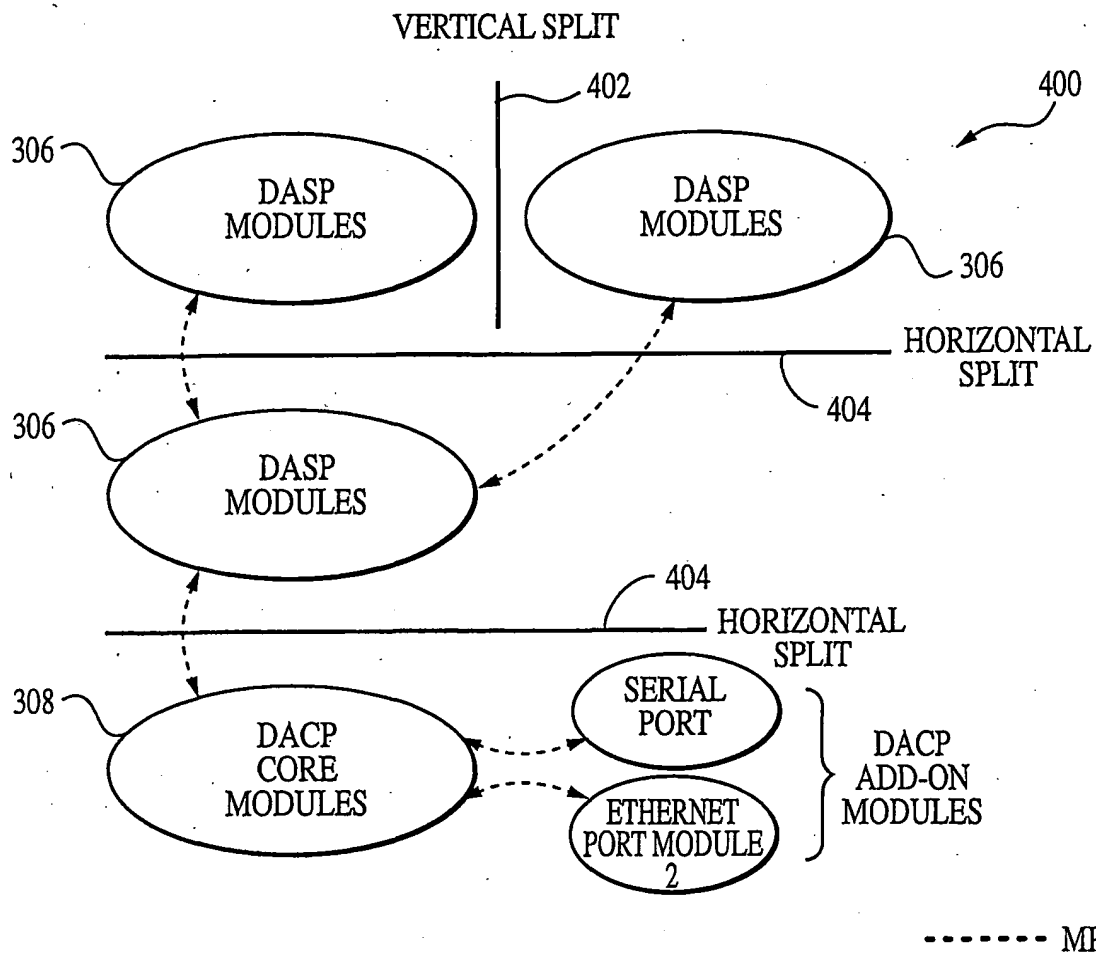 VERTICAL SPLIT
402
400
306
DASP
MODULES
DASP
MODULES
306
HORIZONTAL
SPLIT
404
306
DASP
MODULES
404
HORIZONTAL
SPLIT
308
DACP
CORE
MODULES
SERIAL
PORT
ETHERNET
PORT MODULE
2
DACP
ADD-ON
MODULES